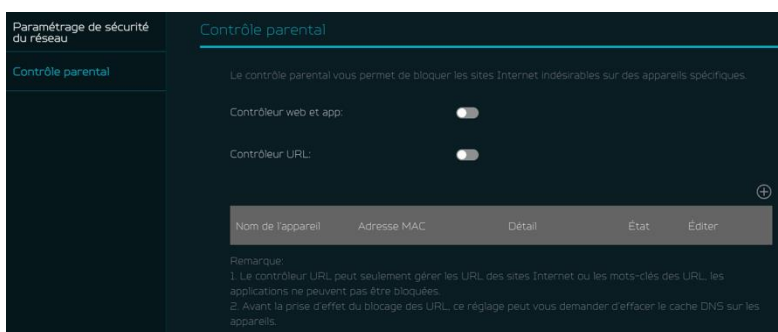 Paramétrage de sécurité
du réseau
Contrôle parental
Contrôle parental
Le contrôle parental vous permet de bloquer les sites Internet indésirables sur des appareils spécifiques.
Contrôleur web et app:
Contrôleur URL:
Nom de l'appareil Adresse MAC Détail État Éditer
Remarque:
1. Le contrôleur URL peut seulement gérer les URL des sites Internet ou les mots-clés des URL, les
applications ne peuvent pas être bloquées.
2. Avant la prise d'effet du blocage des URL, ce réglage peut vous demander d'effacer le cache DNS sur les
appareils.